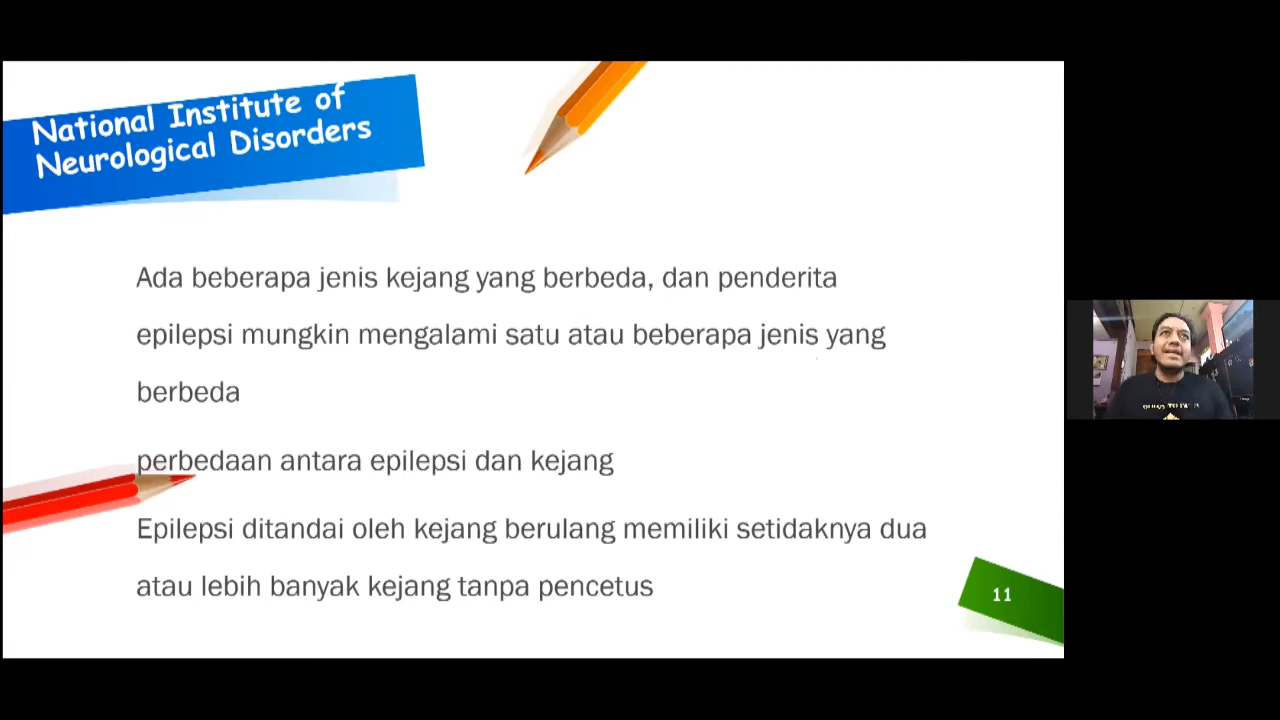 National Institute of
Neurological Disorders
Ada beberapa jenis kejang yang berbeda, dan penderita
epilepsi mungkin mengalami satu atau beberapa jenis yang
berbeda
perbedaan antara epilepsi dan kejang
Epilepsi ditandai oleh kejang berulang memiliki setidaknya dua
atau lebih banyak kejang tanpa pencetus
11